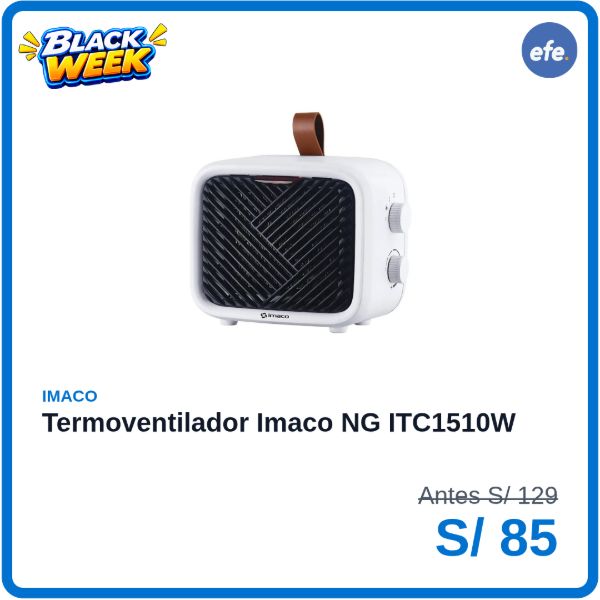 BLACK
WEEK
efe.
imaco
IMACO
Termoventilador Imaco NG ITC1510W
Antes S/ 129
S/ 85